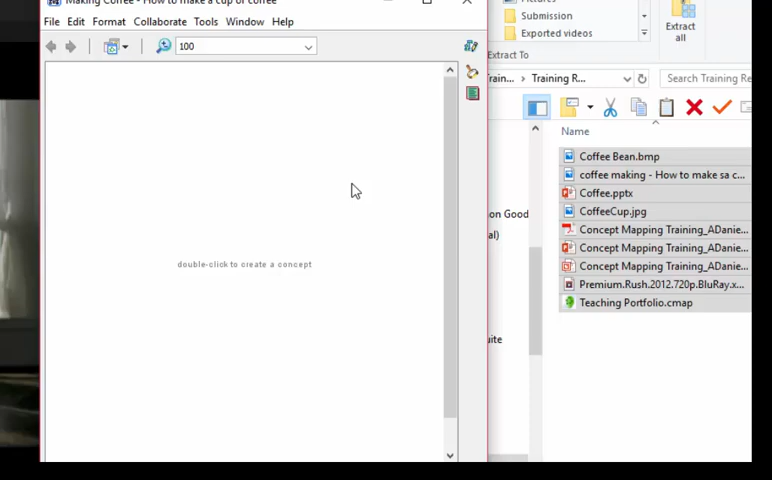 Making Coffee - How to make a cup of coffee
File Edit Format Collaborate Tools Window Help
100
double-click to create a concept
Pictures
Submission
Exported videos
Extract
all
Extract To
Train... › Training R...
Search Training Re
Name
Coffee Bean.bmp
coffee making - How to make sa c...
Coffee.pptx
CoffeeCup.jpg
Concept Mapping Training_ADanie...
Concept Mapping Training_ADanie...
Concept Mapping Training_ADanie...
Premium.Rush.2012.720p.BluRay.x...
Teaching Portfolio.cmap
on Good
al)
uite